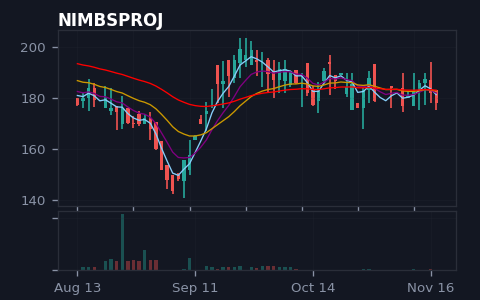 NIMBSPROJ
200
180
160
140
Aug 13
Sep 11
Oct 14
Nov 16